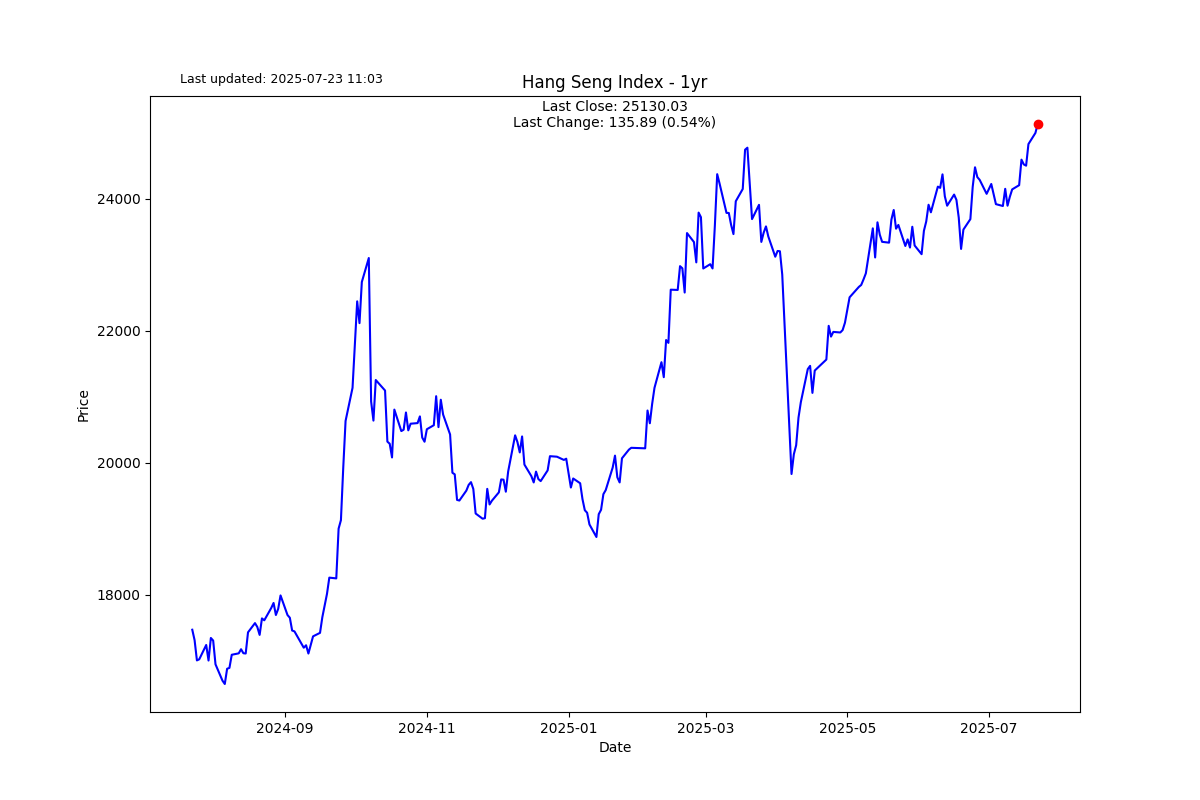 Last updated: 2025-07-23 11:03
Hang Seng Index - 1yr
Last Close: 25130.03
Last Change: 135.89 (0.54%)
24000
22000
20000
18000
Price
2024-09
2024-11
2025-01
2025-03
2025-05
2025-07
Date